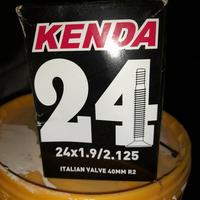 KENDA
24
24x1.9/2.125
ITALIAN VALVE 40MM R2